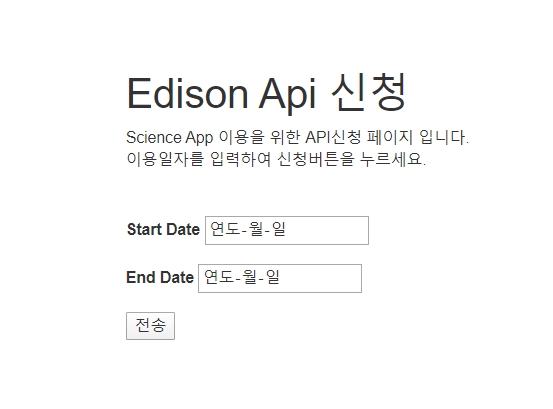 Edison Api 신청
Science App 이용을 위한 API신청 페이지 입니다.
이용일자를 입력하여 신청버튼을 누르세요.
Start Date 연도-월-일
End Date 연도-월-일
전송